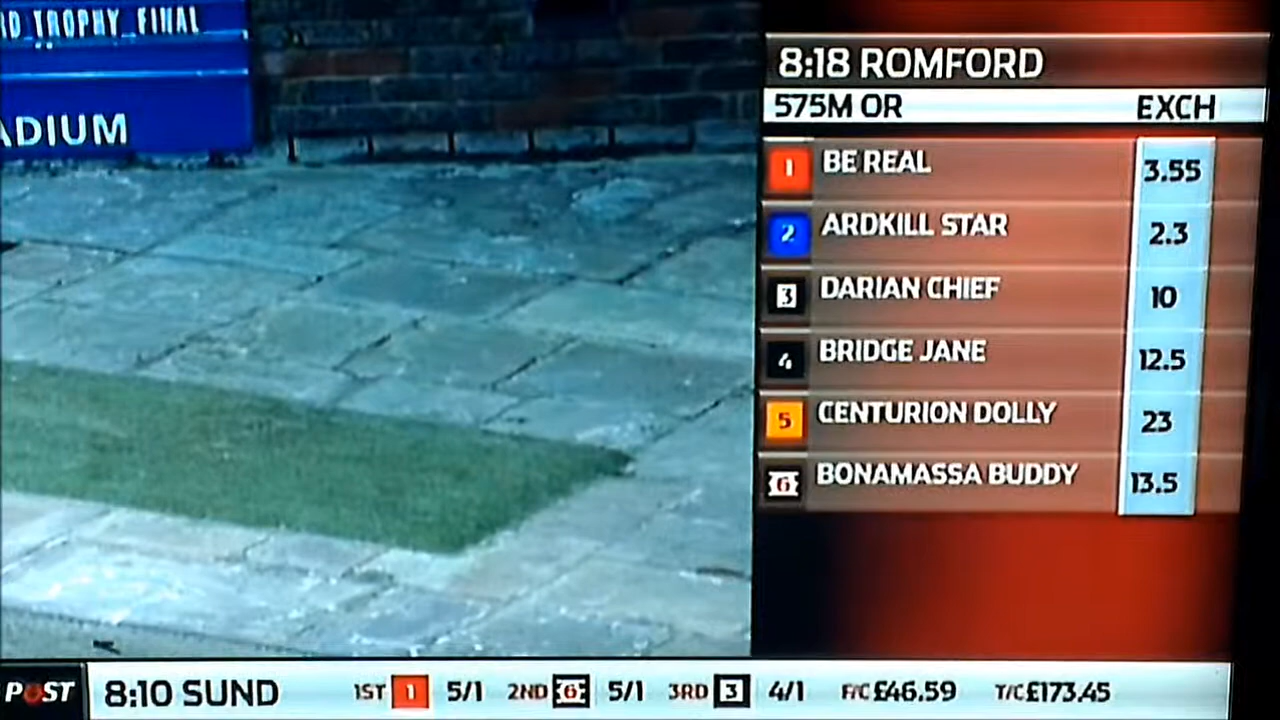 TROPHY FINAL
ADIUM
8:18 ROMFORD
575M OR EXCH
1 BE REAL 3.55
2 ARDKILL STAR 2.3
3 DARIAN CHIEF 10
4 BRIDGE JANE 12.5
5 CENTURION DOLLY 23
6 BONAMASSA BUDDY 13.5
POST 8:10 SUND 1ST 1 5/1 2ND 6 5/1 3RD 3 4/1 F/C £46.59 T/C £173.45